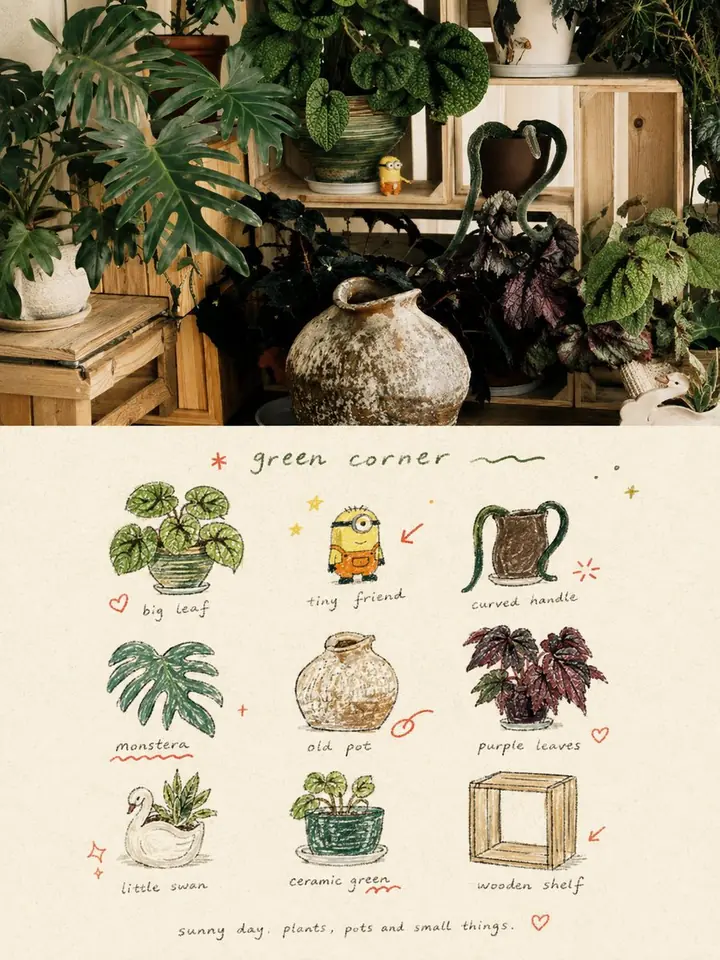 green corner
big leaf
tiny friend
curved handle
monstera
old pot
purple leaves
little swan
ceramic green
wooden shelf
sunny day. plants, pots and small things.